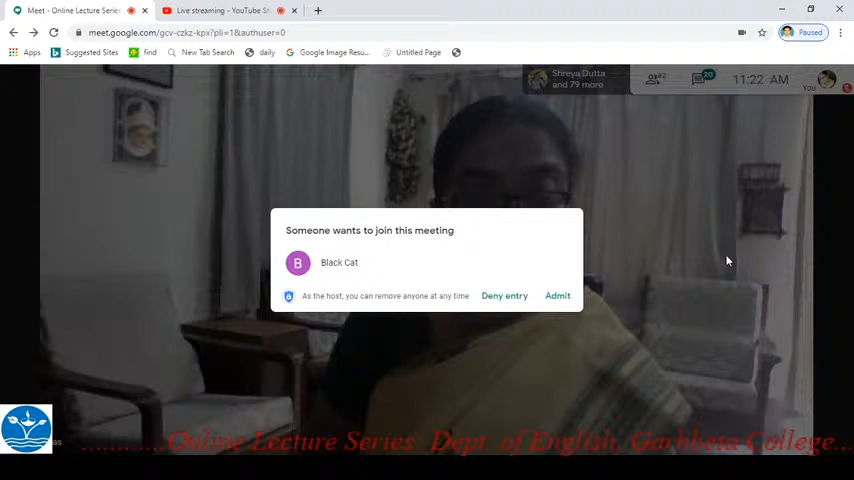 Meet - Online Lecture Series:
Live streaming - YouTube St
meet.google.com/gcv-czkz-kpx?pli=1&authuser=0
Paused
Apps
Suggested Sites
find
New Tab Search
daily
Google Image Resu...
Untitled Page
Shreya Dutta
and 79 more
82
20
11:22 AM
You
Someone wants to join this meeting
B
Black Cat
As the host, you can remove anyone at any time
Deny entry
Admit
...........Online Lecture Series Dept. of English, Garhbeta College...